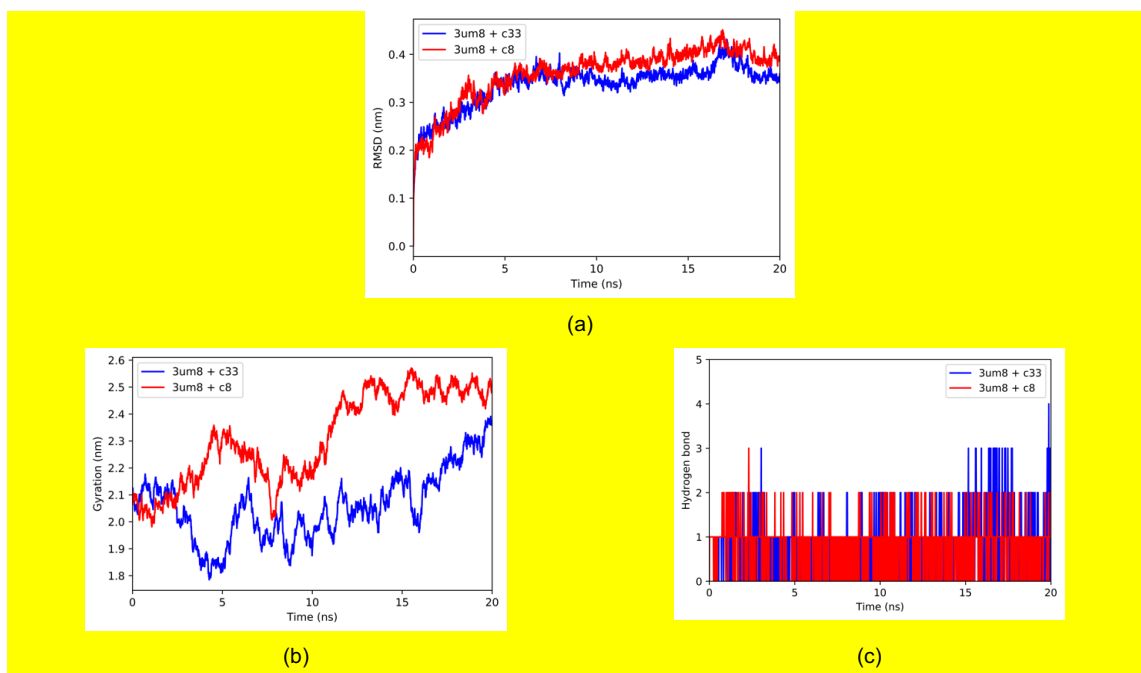 3um8 + c33
3um8 + c8
RMSD (nm)
0.4
0.3
0.2
0.1
0.0
0 5 10 15 20
Time (ns)
(a)
3um8 + c33
3um8 + c8
Gyration (nm)
2.6
2.5
2.4
2.3
2.2
2.1
2.0
1.9
1.8
0 5 10 15 20
Time (ns)
(b)
3um8 + c33
3um8 + c8
Hydrogen bond
5
4
3
2
1
0
0 5 10 15 20
Time (ns)
(c)